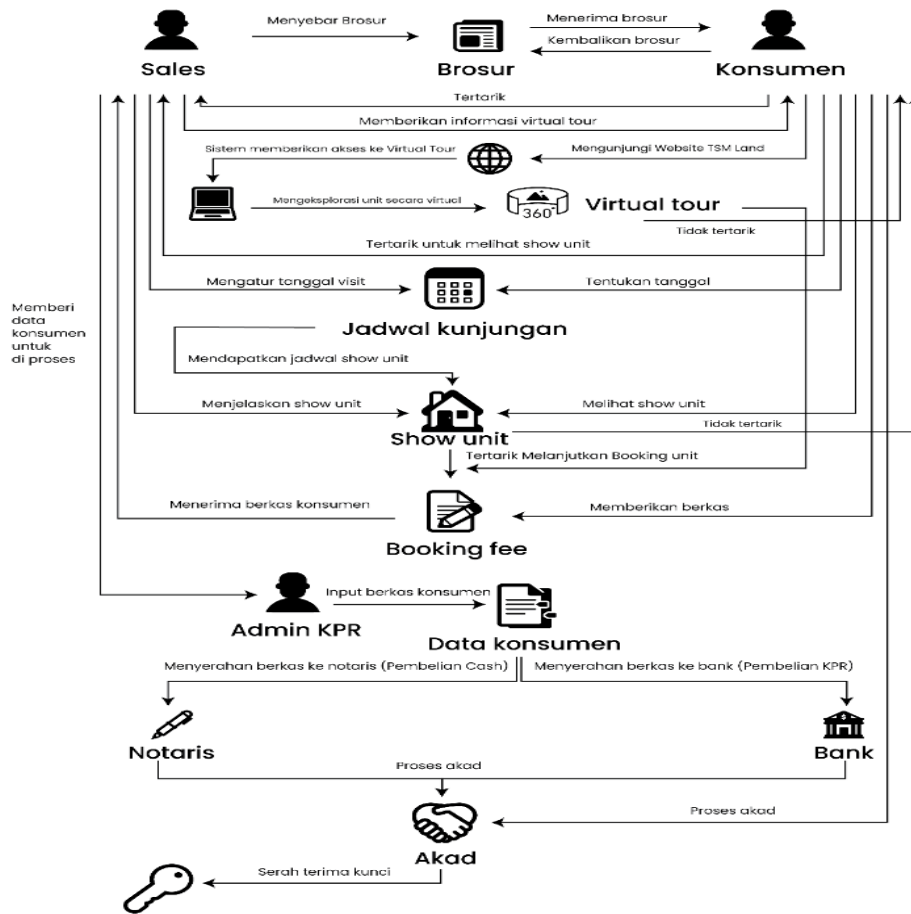 Menyebar Brosur
Menerima brosur
Kembalikan brosur
Sales
Brosur
Konsumen
Tertarik
Memberikan informasi virtual tour
Sistem memberikan akses ke Virtual Tour
Mengunjungi Website TSM Land
Mengeksplorasi unit secara virtual
360°
Virtual tour
Tidak tertarik
Tertarik untuk melihat show unit
Mengatur tanggal visit
Tentukan tanggal
Memberi
data
konsumen
untuk
di proses
Jadwal kunjungan
Mendapatkan jadwal show unit
Menjelaskan show unit
Melihat show unit
Tidak tertarik
Show unit
Tertarik Melanjutkan Booking unit
Menerima berkas konsumen
Memberikan berkas
Booking fee
Input berkas konsumen
Admin KPR
Data konsumen
Menyerahan berkas ke notaris (Pembelian Cash)
Menyerahan berkas ke bank (Pembelian KPR)
Notaris
Bank
Proses akad
Proses akad
Akad
Serah terima kunci